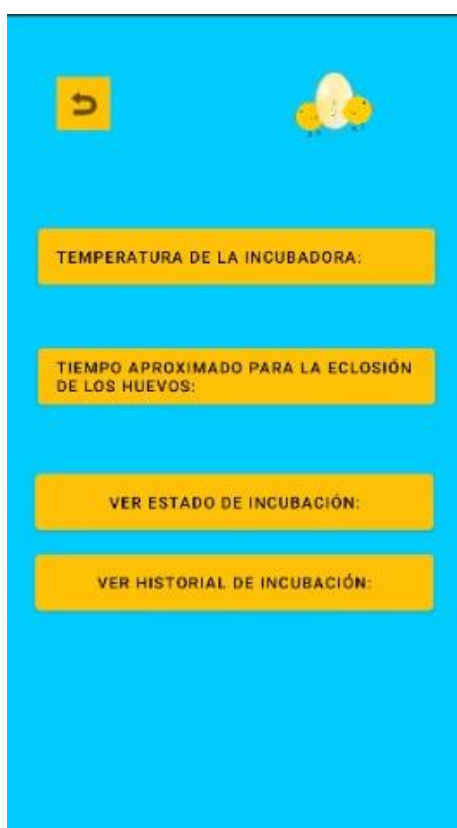 TEMPERATURA DE LA INCUBADORA:
TIEMPO APROXIMADO PARA LA ECLOSIÓN
DE LOS HUEVOS:
VER ESTADO DE INCUBACIÓN:
VER HISTORIAL DE INCUBACIÓN: